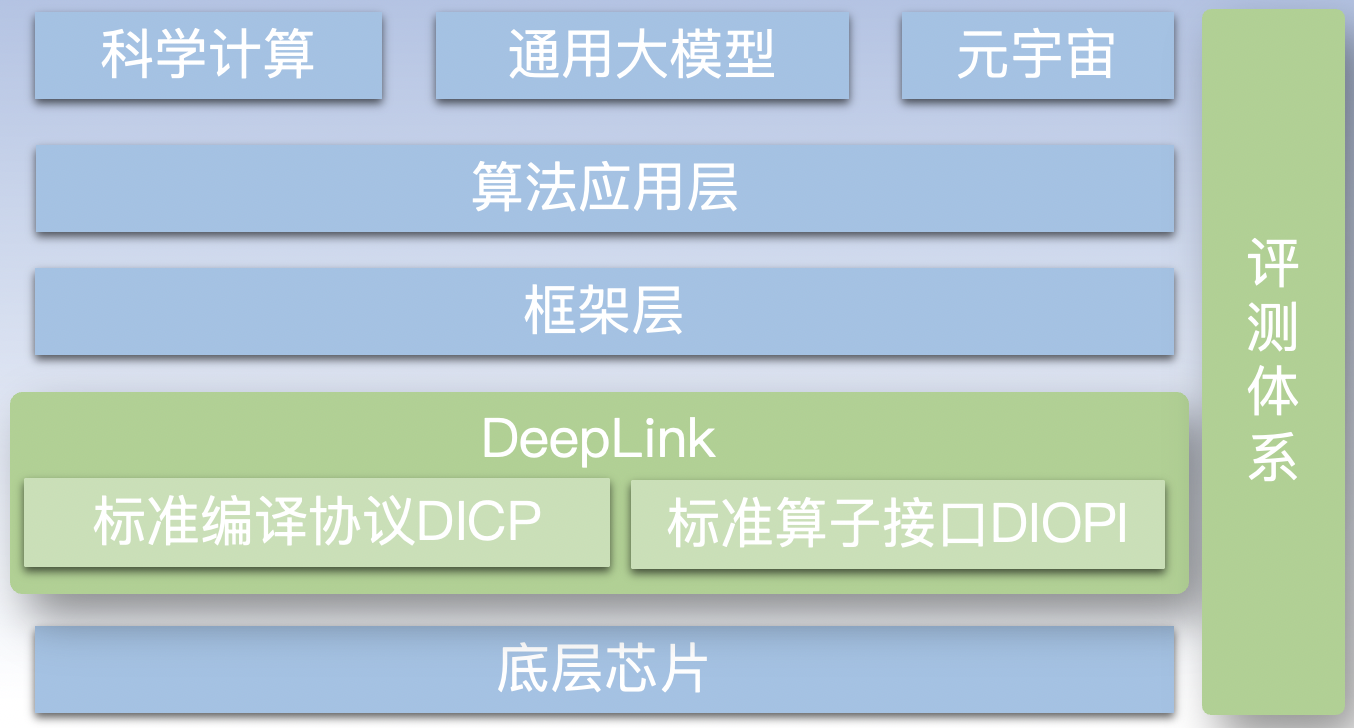 科学计算
通用大模型
元宇宙
算法应用层
框架层
DeepLink
标准编译协议DICP
标准算子接口DIOPI
底层芯片
评测体系